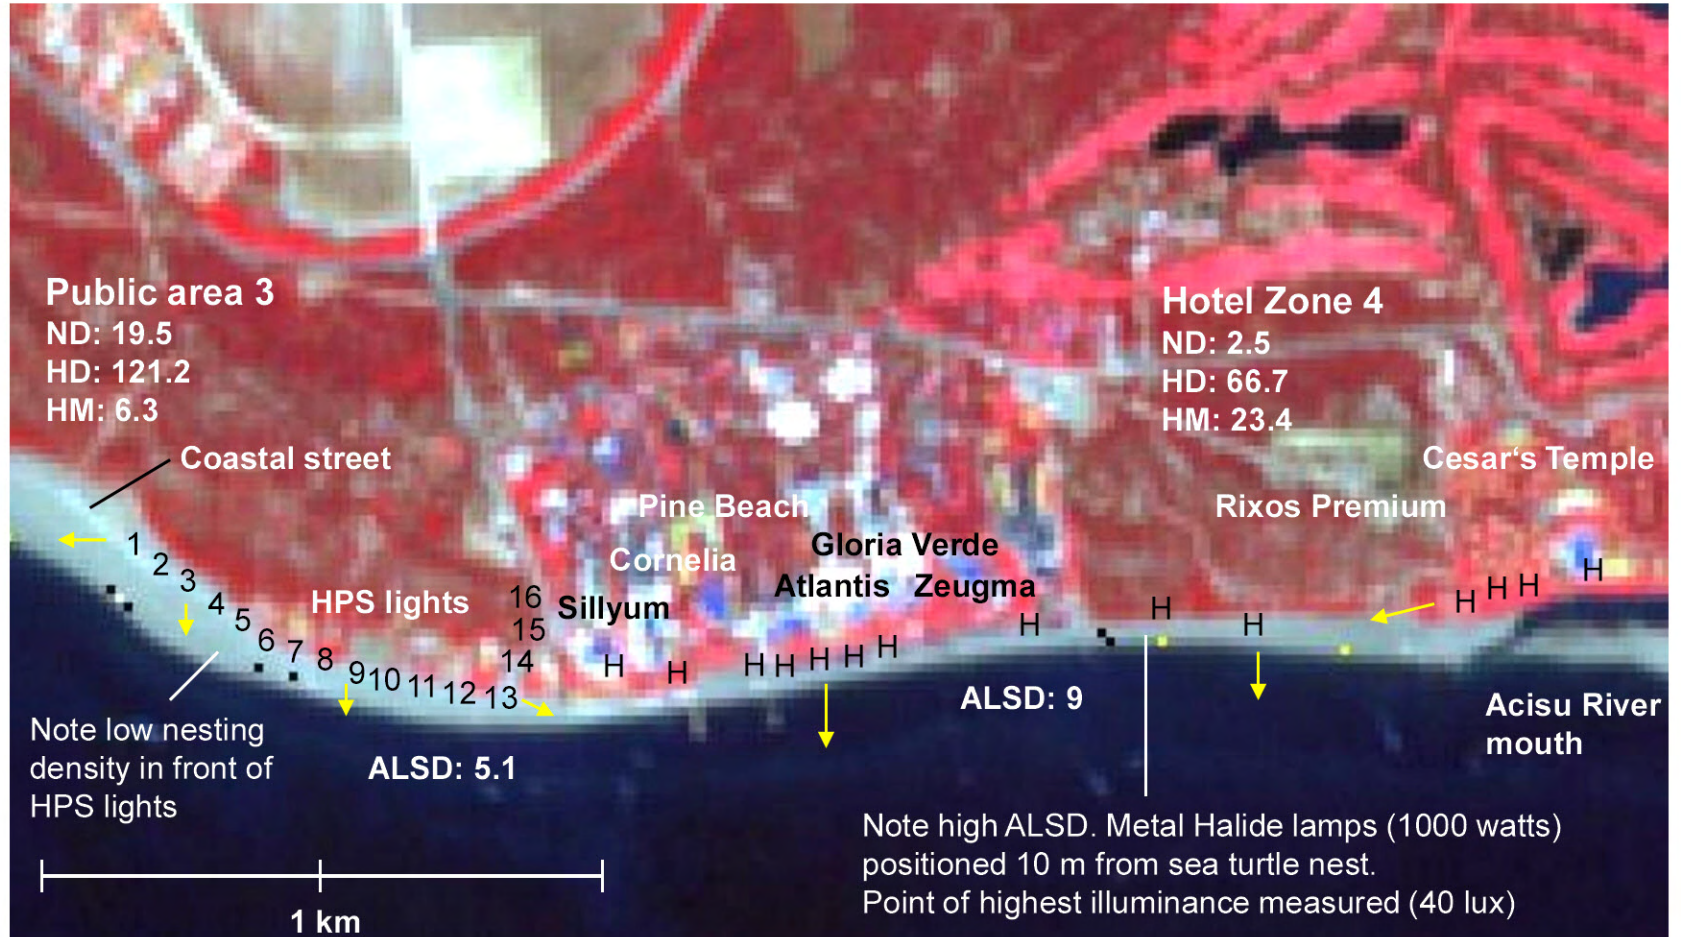 Public area 3
ND: 19.5
HD: 121.2
HM: 6.3
Hotel Zone 4
ND: 2.5
HD: 66.7
HM: 23.4
Coastal street
Cesar‘s Temple
Pine Beach
Rixos Premium
Gloria Verde
Cornelia
Atlantis Zeugma
HPS lights
Sillyum
1
2
3
4
5
6
7
8
9
10
11
12
13
14
15
16
H
H
H
H
H
H
H
H
H
H
H
H
H
H
ALSD: 9
Acisu River
mouth
Note low nesting
density in front of
HPS lights
ALSD: 5.1
Note high ALSD. Metal Halide lamps (1000 watts)
positioned 10 m from sea turtle nest.
Point of highest illuminance measured (40 lux)
1 km